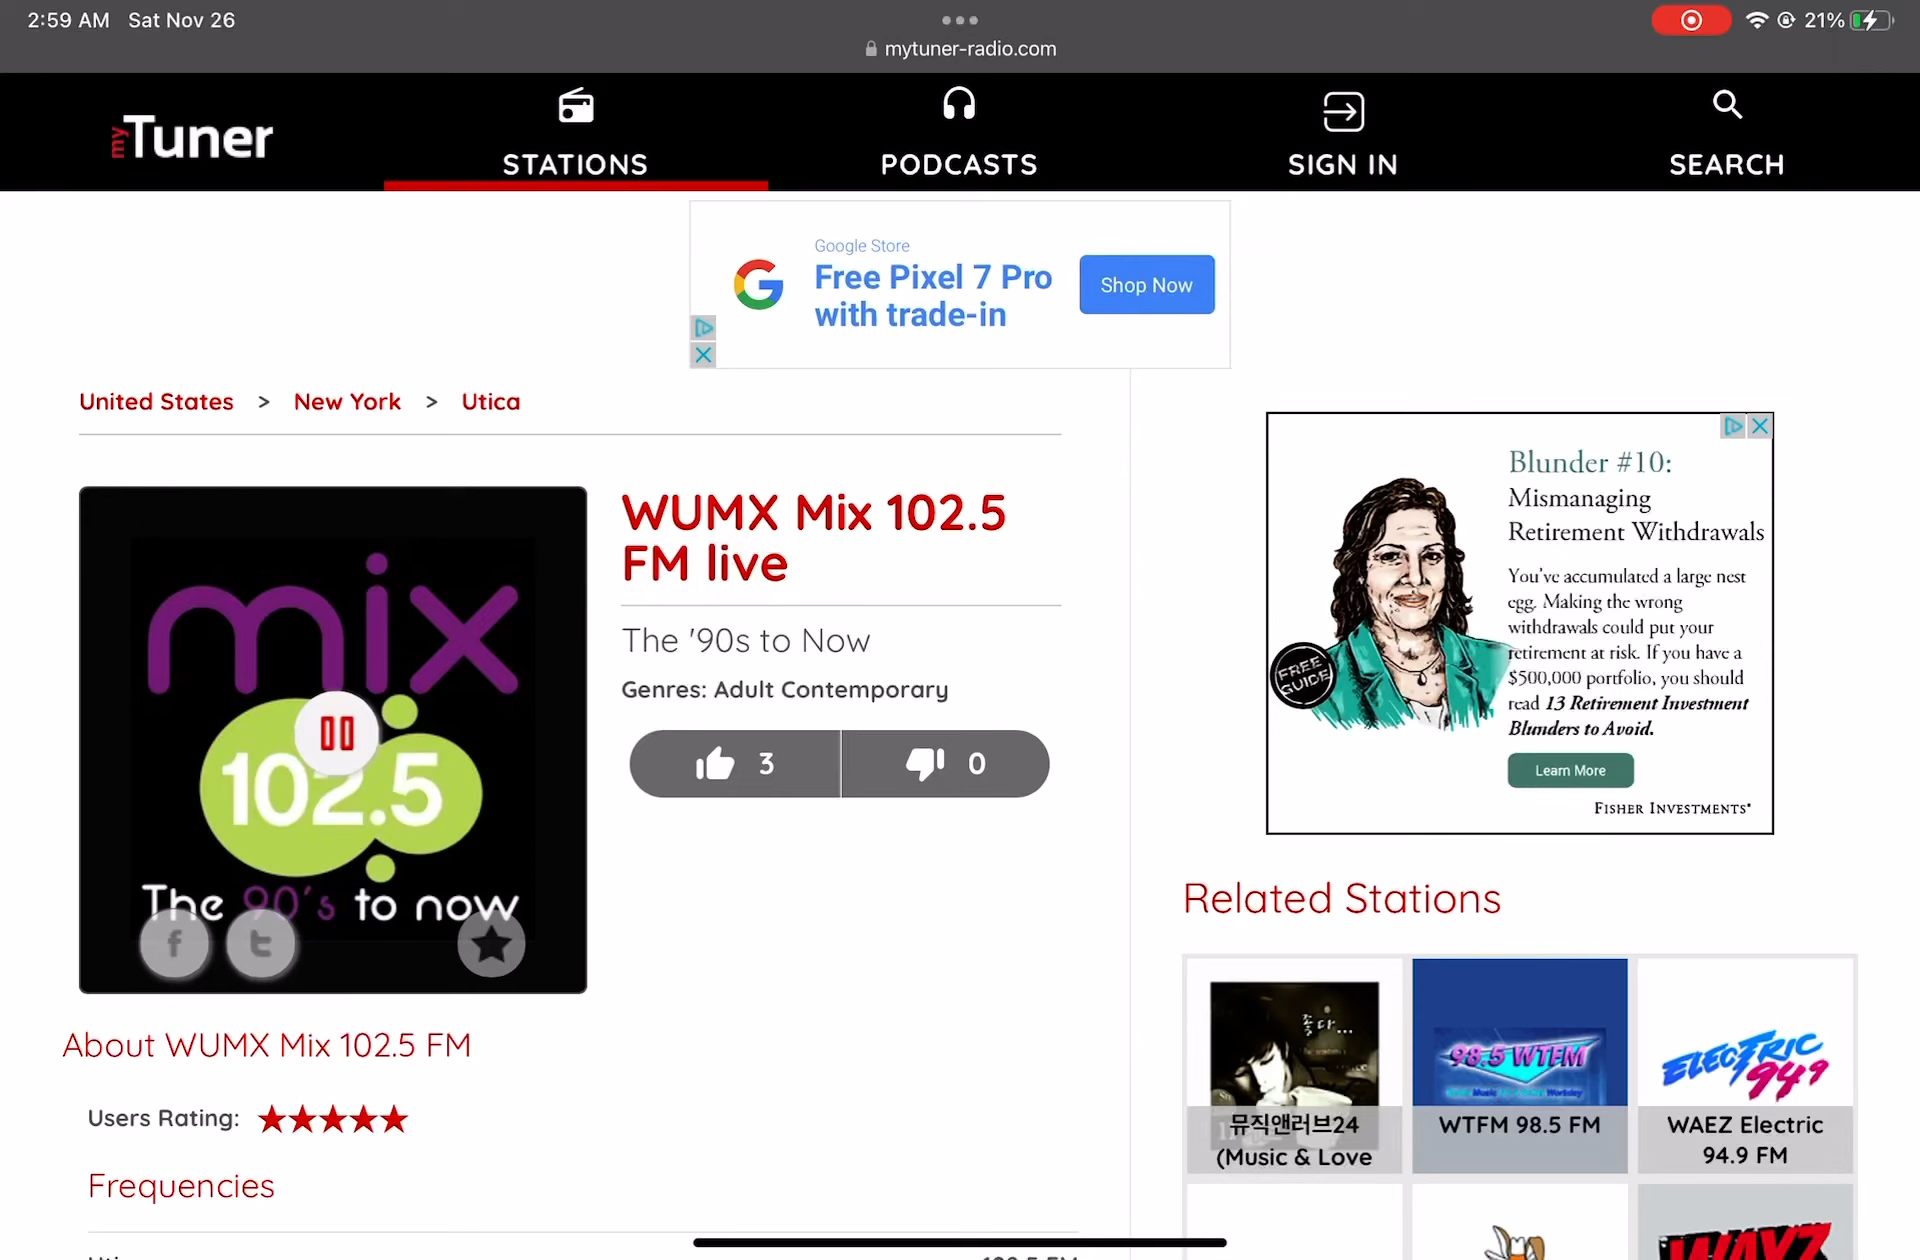 2:59 AM Sat Nov 26
21%
mytuner-radio.com
myTuner
STATIONS
PODCASTS
SIGN IN
SEARCH
Google Store
Free Pixel 7 Pro
with trade-in
Shop Now
United States > New York > Utica
mix
102.5
The 90's to now
WUMX Mix 102.5
FM live
The '90s to Now
Genres: Adult Contemporary
3
0
About WUMX Mix 102.5 FM
Users Rating:
Frequencies
Blunder #10:
Mismanaging
Retirement Withdrawals
You've accumulated a large nest
egg. Making the wrong
withdrawals could put your
retirement at risk. If you have a
$500,000 portfolio, you should
read 13 Retirement Investment
Blunders to Avoid.
FREE
GUIDE
Learn More
FISHER INVESTMENTS
Related Stations
좋다...
뮤직앤러브24
(Music & Love
98.5 WTFM
WTFM 98.5 FM
ELECTRIC
94.9
WAEZ Electric
94.9 FM